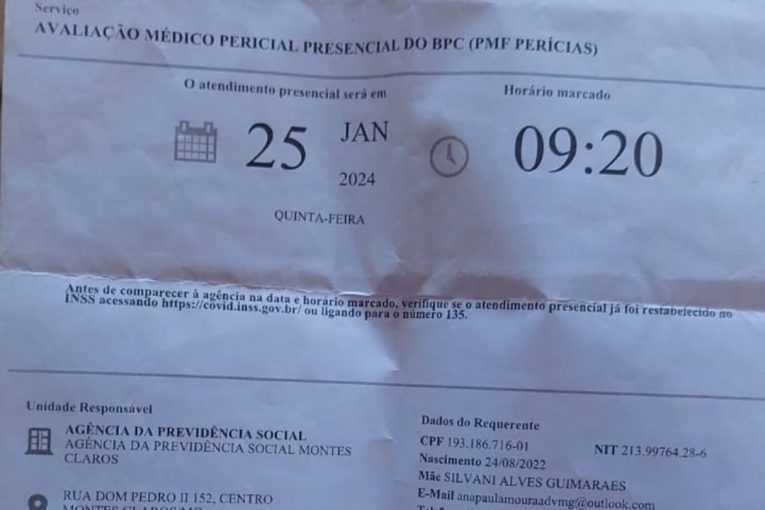 Serviço
AVALIAÇÃO MÉDICO PERICIAL PRESENCIAL DO BPC (PMF PERÍCIAS)
O atendimento presencial será em
25
JAN
2024
QUINTA-FEIRA
Horário marcado
09:20
Antes de comparecer à agência na data e horário marcado, verifique se o atendimento presencial já foi restabelecido no
INSS acessando https://covid.inss.gov.br/ ou ligando para o número 135.
Unidade Responsável
AGÊNCIA DA PREVIDÊNCIA SOCIAL
AGÊNCIA DA PREVIDÊNCIA SOCIAL MONTES
CLAROS
RUA DOM PEDRO II 152, CENTRO
MONTES CLAROS/MG
Dados do Requerente
CPF 193.186.716-01
NIT 213.99764.28-6
Nascimento 24/08/2022
Mãe SILVANI ALVES GUIMARAES
E-Mail anapaulamouraadvmg@outlook.com